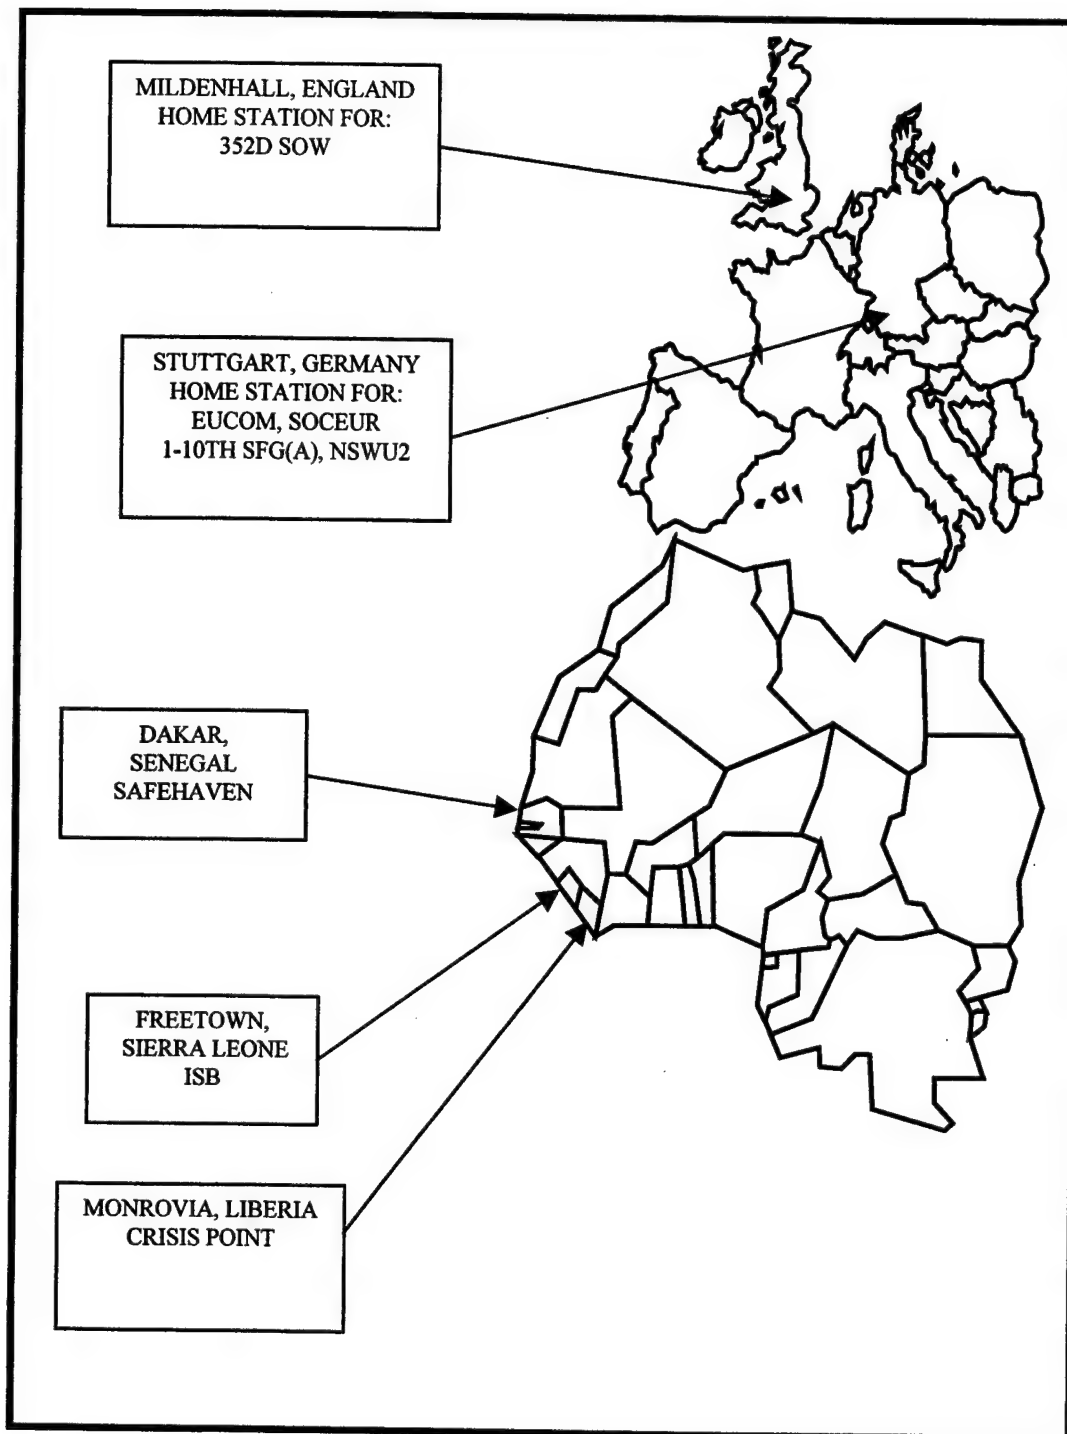 MILDENHALL, ENGLAND
HOME STATION FOR:
352D SOW
STUTTGART, GERMANY
HOME STATION FOR:
EUCOM, SOCEUR
1-10TH SFG(A), NSWU2
DAKAR,
SENEGAL
SAFEHAVEN
FREETOWN,
SIERRA LEONE
ISB
MONROVIA, LIBERIA
CRISIS POINT